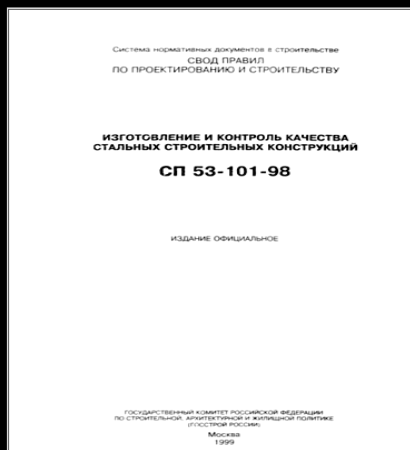 Система нормативных документов в строительстве
СВОД ПРАВИЛ
ПО ПРОЕКТИРОВАНИЮ И СТРОИТЕЛЬСТВУ
ИЗГОТОВЛЕНИЕ И КОНТРОЛЬ КАЧЕСТВА
СТАЛЬНЫХ СТРОИТЕЛЬНЫХ КОНСТРУКЦИЙ
СП 53-101-98
ИЗДАНИЕ ОФИЦИАЛЬНОЕ
ГОСУДАРСТВЕННЫЙ КОМИТЕТ РОССИЙСКОЙ ФЕДЕРАЦИИ
ПО СТРОИТЕЛЬНОЙ, АРХИТЕКТУРНОЙ И ЖИЛИЩНОЙ ПОЛИТИКЕ
(ГОССТРОЙ РОССИИ)
Москва
1999